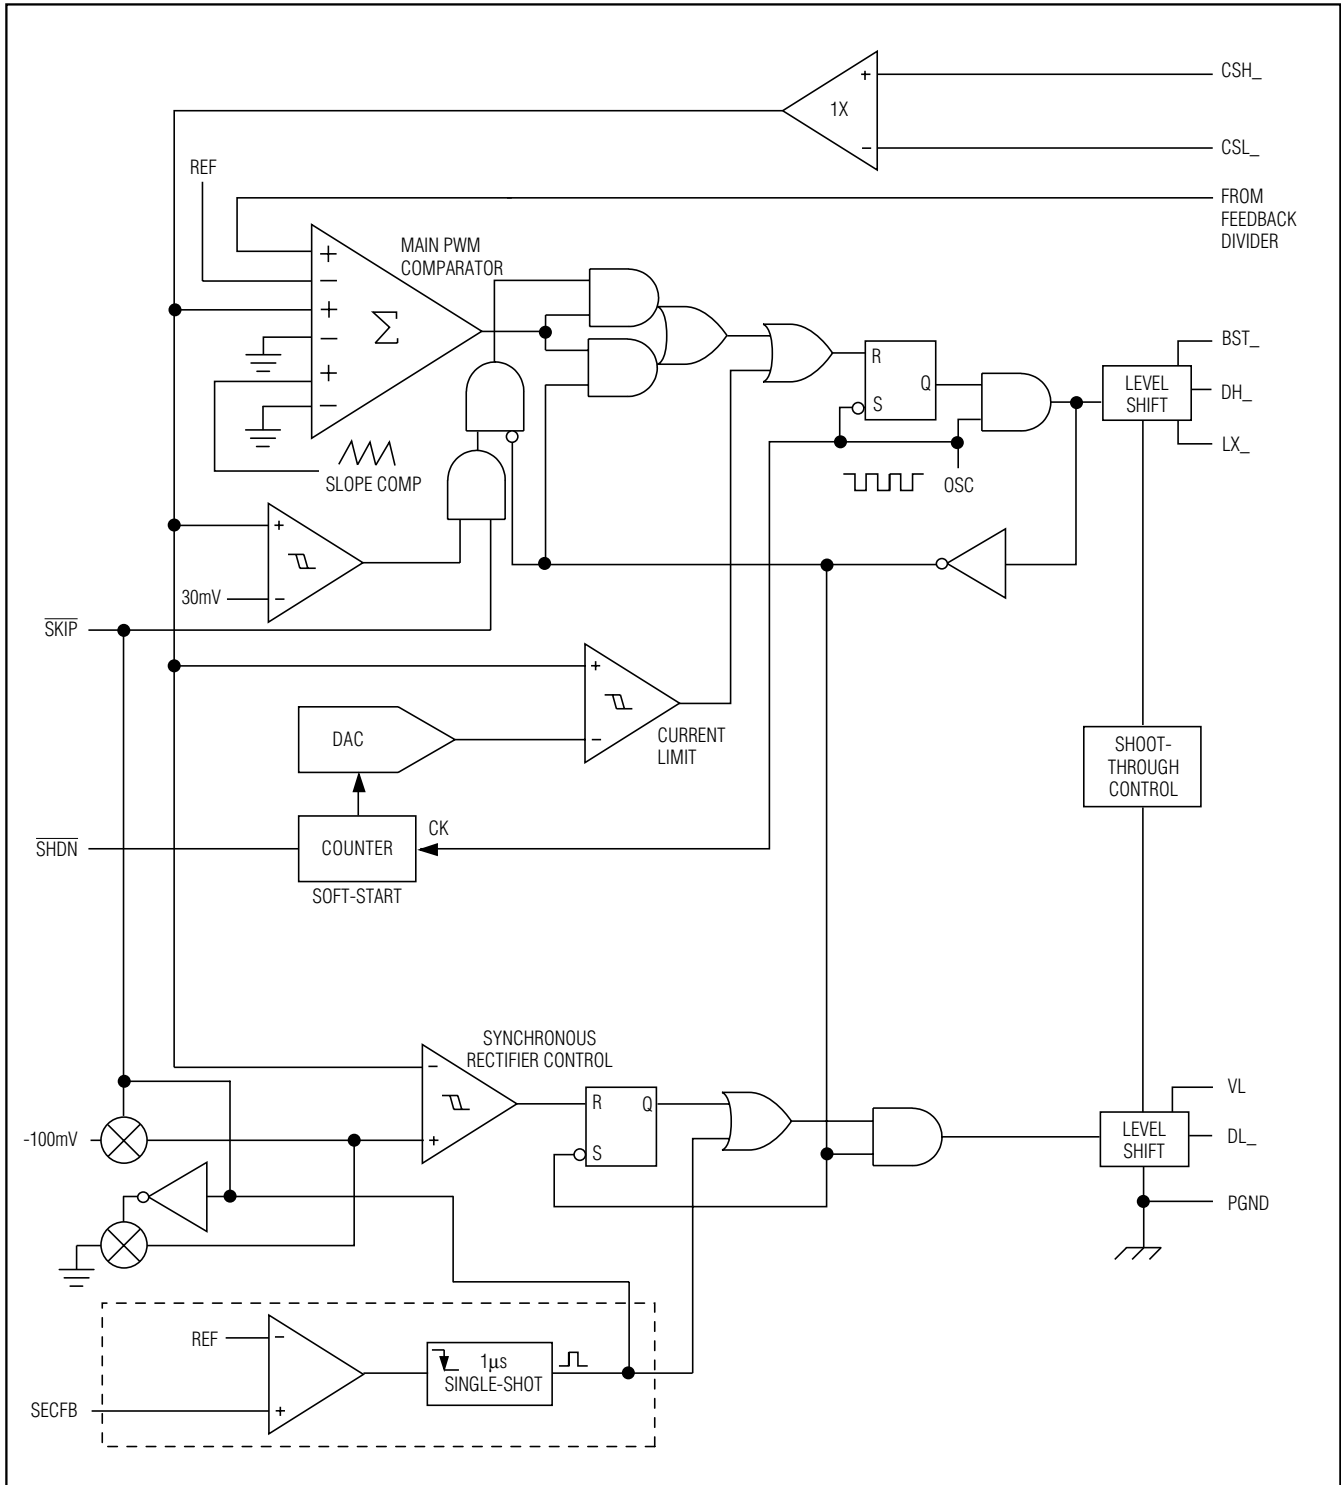 CSH_
+
1X
−
CSL_
REF
FROM
FEEDBACK
DIVIDER
MAIN PWM
COMPARATOR
+
−
+
Σ
−
+
−
R
Q
S
BST_
LEVEL
SHIFT
DH_
LX_
SLOPE COMP
OSC
+
30mV
−
SKIP
+
DAC
−
CURRENT
LIMIT
SHOOT-
THROUGH
CONTROL
CK
SHDN
COUNTER
SOFT-START
SYNCHRONOUS
RECTIFIER CONTROL
−
R
Q
S
+
-100mV
VL
LEVEL
SHIFT
DL_
PGND
REF
−
1µs
SINGLE-SHOT
SECFB
+